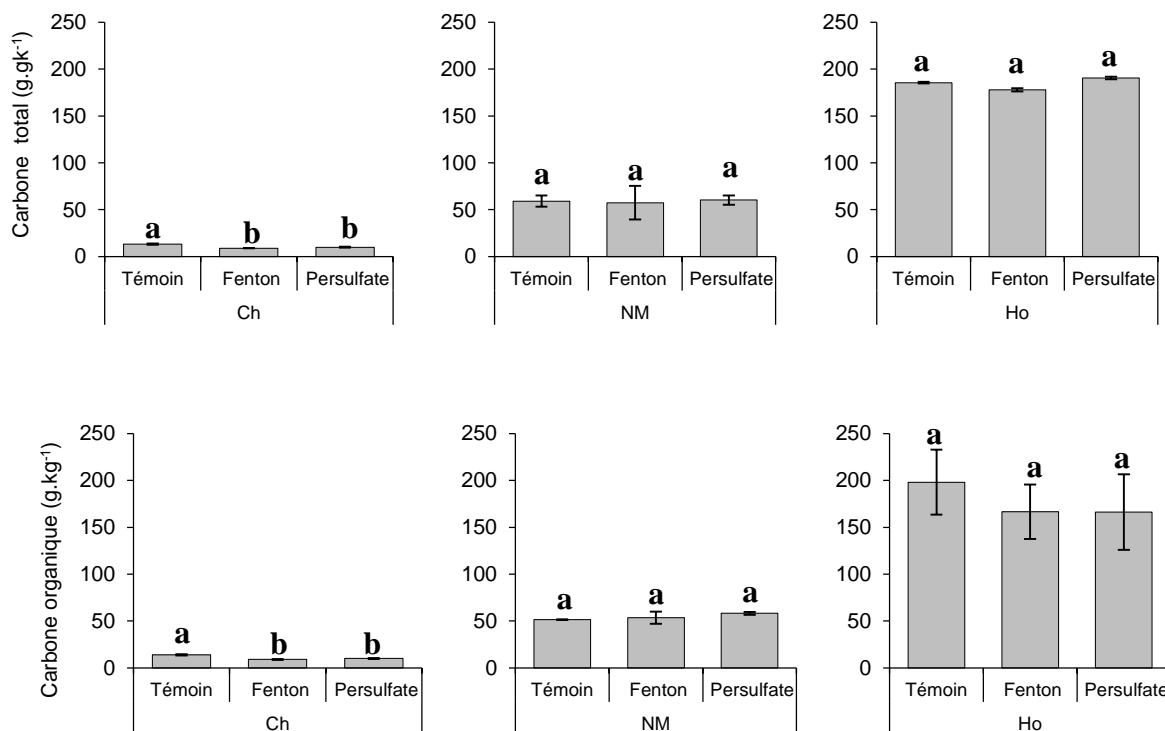 Carbone total (g.gk-1)
250
200
150
100
50
0
a
b
b
Témoin
Fenton
Persulfate
Ch
250
200
150
100
50
0
a
a
a
Témoin
Fenton
Persulfate
NM
250
200
150
100
50
0
a
a
a
Témoin
Fenton
Persulfate
Ho
Carbone organique (g.kg-1)
250
200
150
100
50
0
a
b
b
Témoin
Fenton
Persulfate
Ch
250
200
150
100
50
0
a
a
a
Témoin
Fenton
Persulfate
NM
250
200
150
100
50
0
a
a
a
Témoin
Fenton
Persulfate
Ho